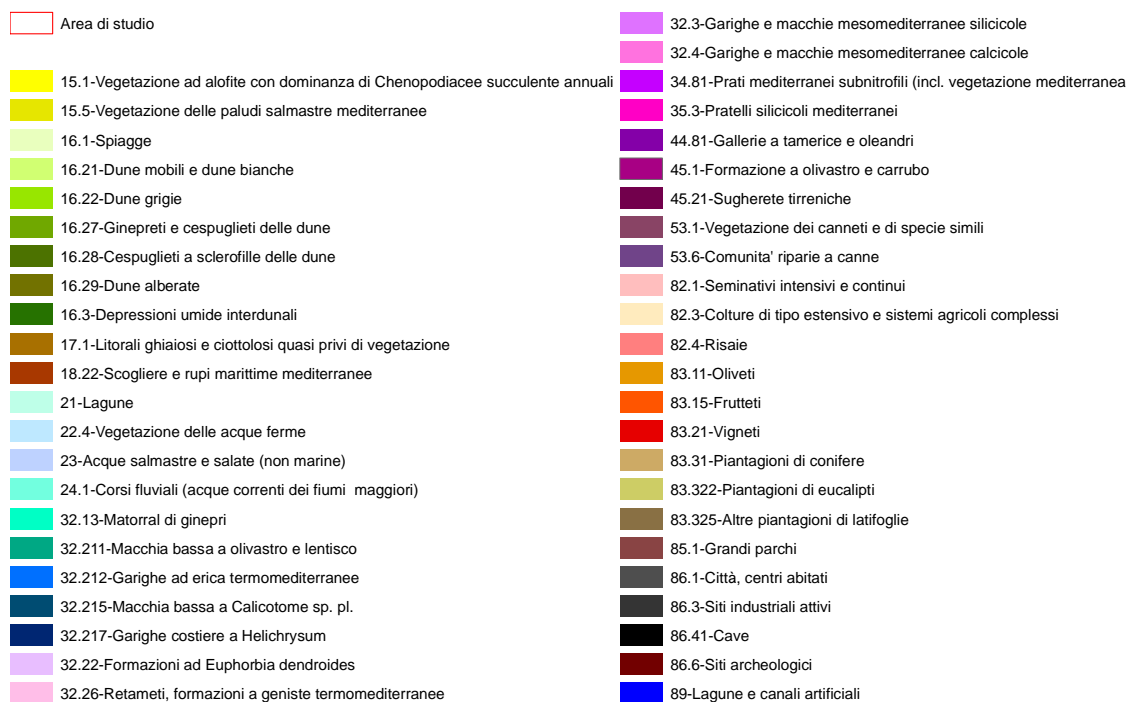 Area di studio
15.1-Vegetazione ad alofite con dominanza di Chenopodiacee succulente annuali
15.5-Vegetazione delle paludi salmastre mediterranee
16.1-Spiagge
16.21-Dune mobili e dune bianche
16.22-Dune grigie
16.27-Ginepreti e cespuglieti delle dune
16.28-Cespuglieti a sclerofille delle dune
16.29-Dune alberate
16.3-Depressioni umide interdunali
17.1-Litorali ghiaiosi e ciottolosi quasi privi di vegetazione
18.22-Scogliere e rupi marittime mediterranee
21-Lagune
22.4-Vegetazione delle acque ferme
23-Acque salmastre e salate (non marine)
24.1-Corsi fluviali (acque correnti dei fiumi  maggiori)
32.13-Matorral di ginepri
32.211-Macchia bassa a olivastro e lentisco
32.212-Garighe ad erica termomediterranee
32.215-Macchia bassa a Calicotome sp. pl.
32.217-Garighe costiere a Helichrysum
32.22-Formazioni ad Euphorbia dendroides
32.26-Retameti, formazioni a geniste termomediterranee
32.3-Garighe e macchie mesomediterranee silicicole
32.4-Garighe e macchie mesomediterranee calcicole
34.81-Prati mediterranei subnitrofili (incl. vegetazione mediterranea
35.3-Pratelli silicicoli mediterranei
44.81-Gallerie a tamerice e oleandri
45.1-Formazione a olivastro e carrubo
45.21-Sugherete tirreniche
53.1-Vegetazione dei canneti e di specie simili
53.6-Comunita' riparie a canne
82.1-Seminativi intensivi e continui
82.3-Colture di tipo estensivo e sistemi agricoli complessi
82.4-Risaie
83.11-Oliveti
83.15-Frutteti
83.21-Vigneti
83.31-Piantagioni di conifere
83.322-Piantagioni di eucalipti
83.325-Altre piantagioni di latifoglie
85.1-Grandi parchi
86.1-Città, centri abitati
86.3-Siti industriali attivi
86.41-Cave
86.6-Siti archeologici
89-Lagune e canali artificiali